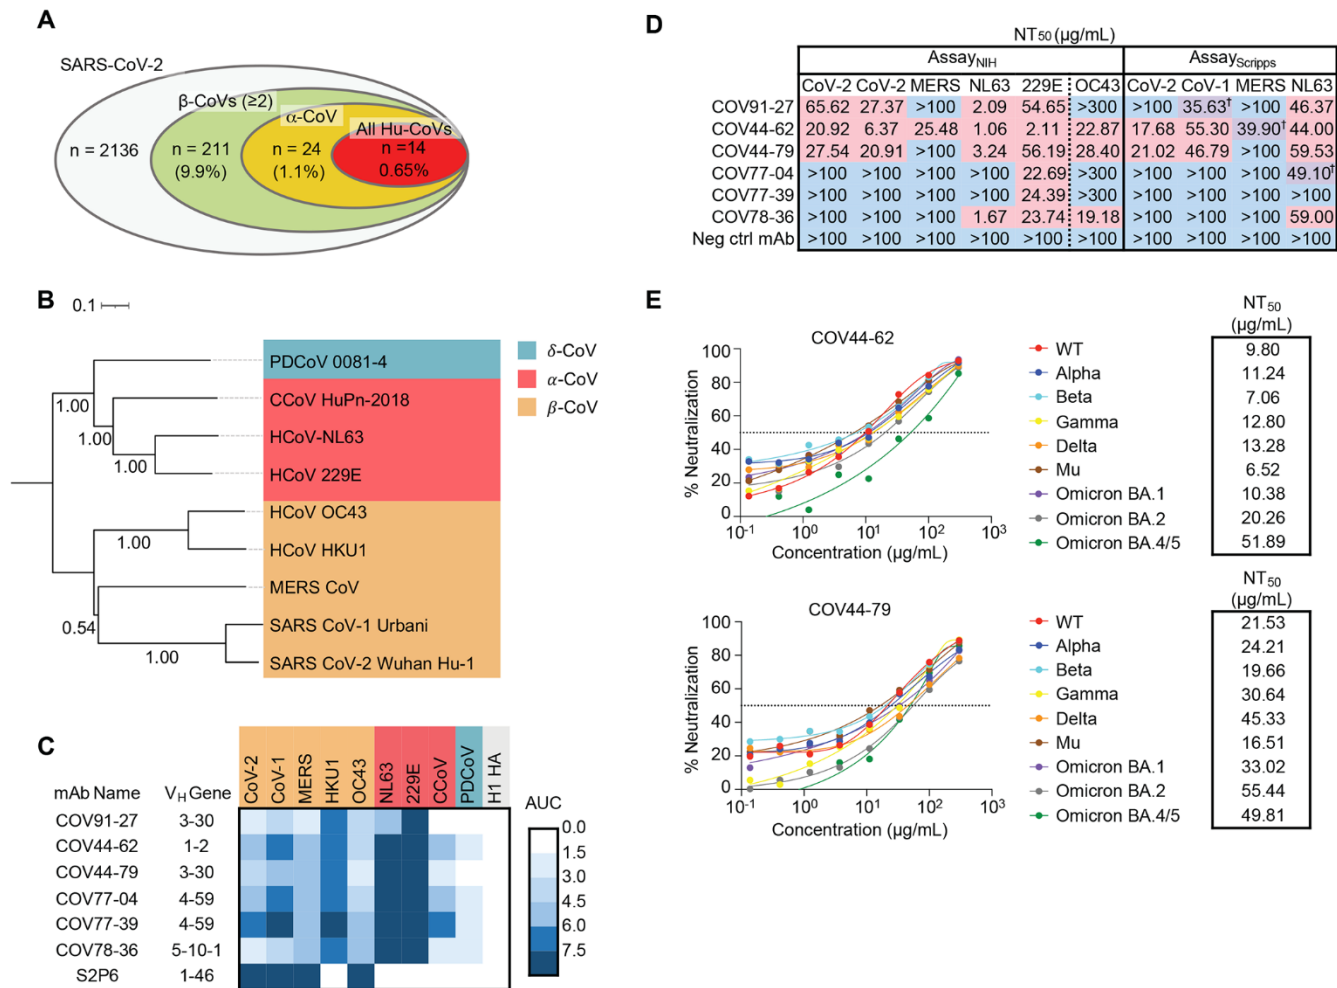 A
SARS-CoV-2
β-CoVs (≥2)
α-CoV
All Hu-CoVs
n = 2136
n = 211
(9.9%)
n = 24
(1.1%)
n =14
0.65%
B
0.1
PDCoV 0081-4
CCoV HuPn-2018
HCoV-NL63
HCoV 229E
HCoV OC43
HCoV HKU1
MERS CoV
SARS CoV-1 Urbani
SARS CoV-2 Wuhan Hu-1
1.00
1.00
1.00
1.00
0.54
1.00
δ-CoV
α-CoV
β-CoV
C
mAb Name VH Gene CoV-2 CoV-1 MERS HKU1 OC43 NL63 229E CCoV PDCoV H1 HA
COV91-27 3-30
COV44-62 1-2
COV44-79 3-30
COV77-04 4-59
COV77-39 4-59
COV78-36 5-10-1
S2P6 1-46
AUC
0.0
1.5
3.0
4.5
6.0
7.5
D
NT50 (µg/mL)
AssayNIH AssayScripps
CoV-2 CoV-2 MERS NL63 229E OC43 CoV-2 CoV-1 MERS NL63
COV91-27 65.62 27.37 >100 2.09 54.65 >300 >100 35.63† >100 46.37
COV44-62 20.92 6.37 25.48 1.06 2.11 22.87 17.68 55.30 39.90† 44.00
COV44-79 27.54 20.91 >100 3.24 56.19 28.40 21.02 46.79 >100 59.53
COV77-04 >100 >100 >100 >100 22.69 >300 >100 >100 >100 49.10†
COV77-39 >100 >100 >100 >100 24.39 >300 >100 >100 >100 >100
COV78-36 >100 >100 >100 1.67 23.74 19.18 >100 >100 >100 59.00
Neg ctrl mAb >100 >100 >100 >100 >100 >100 >100 >100 >100 >100
E
COV44-62
% Neutralization
100
80
60
40
20
0
10-1 100 101 102 103
Concentration (µg/mL)
NT50
(µg/mL)
WT 9.80
Alpha 11.24
Beta 7.06
Gamma 12.80
Delta 13.28
Mu 6.52
Omicron BA.1 10.38
Omicron BA.2 20.26
Omicron BA.4/5 51.89
COV44-79
% Neutralization
100
80
60
40
20
0
10-1 100 101 102 103
Concentration (µg/mL)
NT50
(µg/mL)
WT 21.53
Alpha 24.21
Beta 19.66
Gamma 30.64
Delta 45.33
Mu 16.51
Omicron BA.1 33.02
Omicron BA.2 55.44
Omicron BA.4/5 49.81